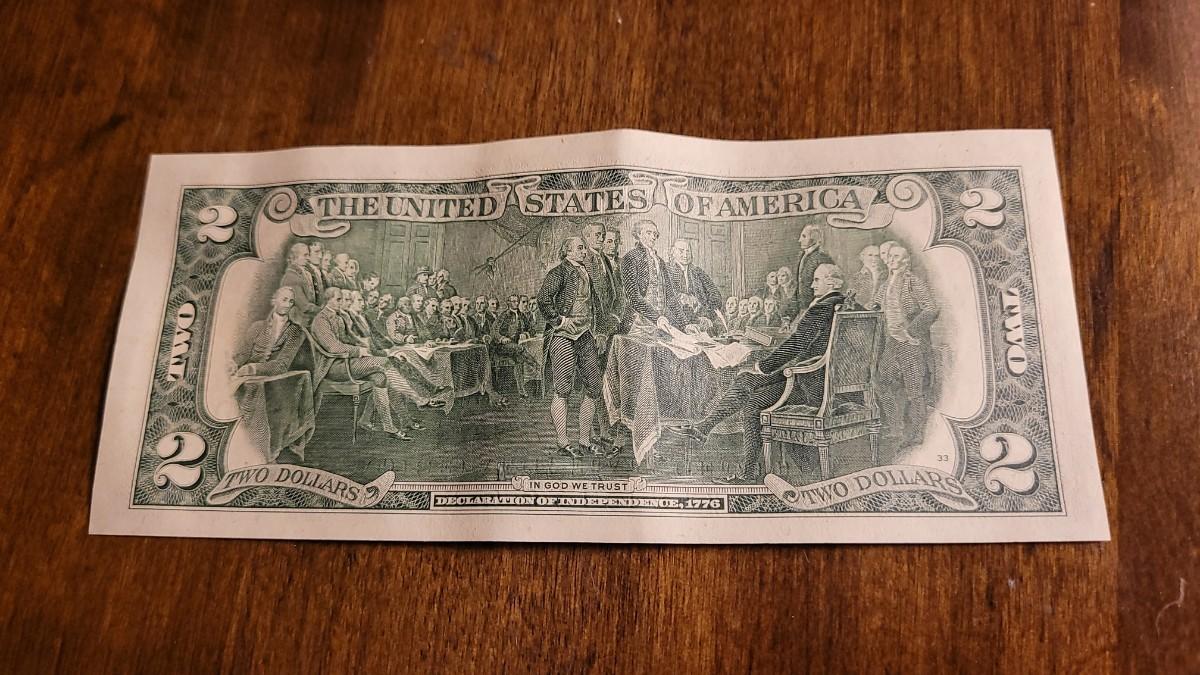 THE UNITED STATES OF AMERICA
2
2
TWO
TWO
2
2
TWO DOLLARS
TWO DOLLARS
33
IN GOD WE TRUST
DECLARATION OF INDEPENDENCE, 1776